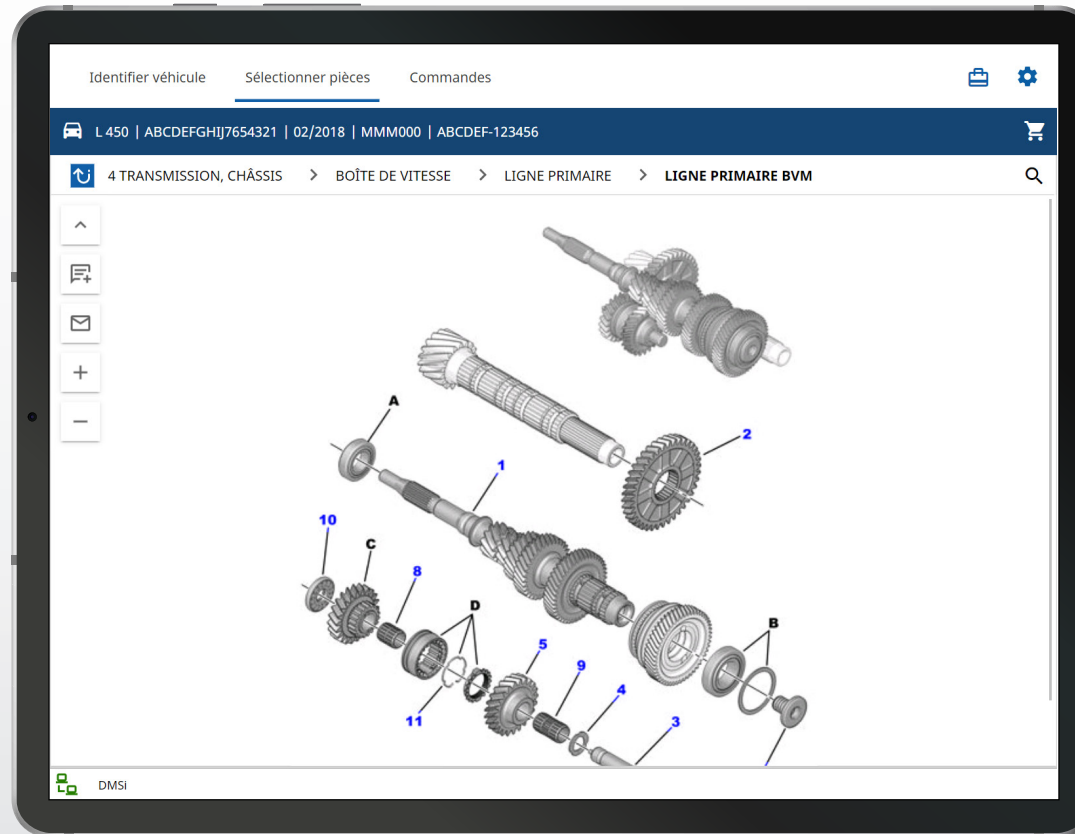 Identifier véhicule Sélectionner pièces Commandes
L 450 | ABCDEFGHIJ7654321 | 02/2018 | MMM000 | ABCDEF-123456
4 TRANSMISSION, CHÂSSIS > BOÎTE DE VITESSE > LIGNE PRIMAIRE > LIGNE PRIMAIRE BVM
A
2
1
10
C
8
D
B
5
9
4
11
3
DMSi